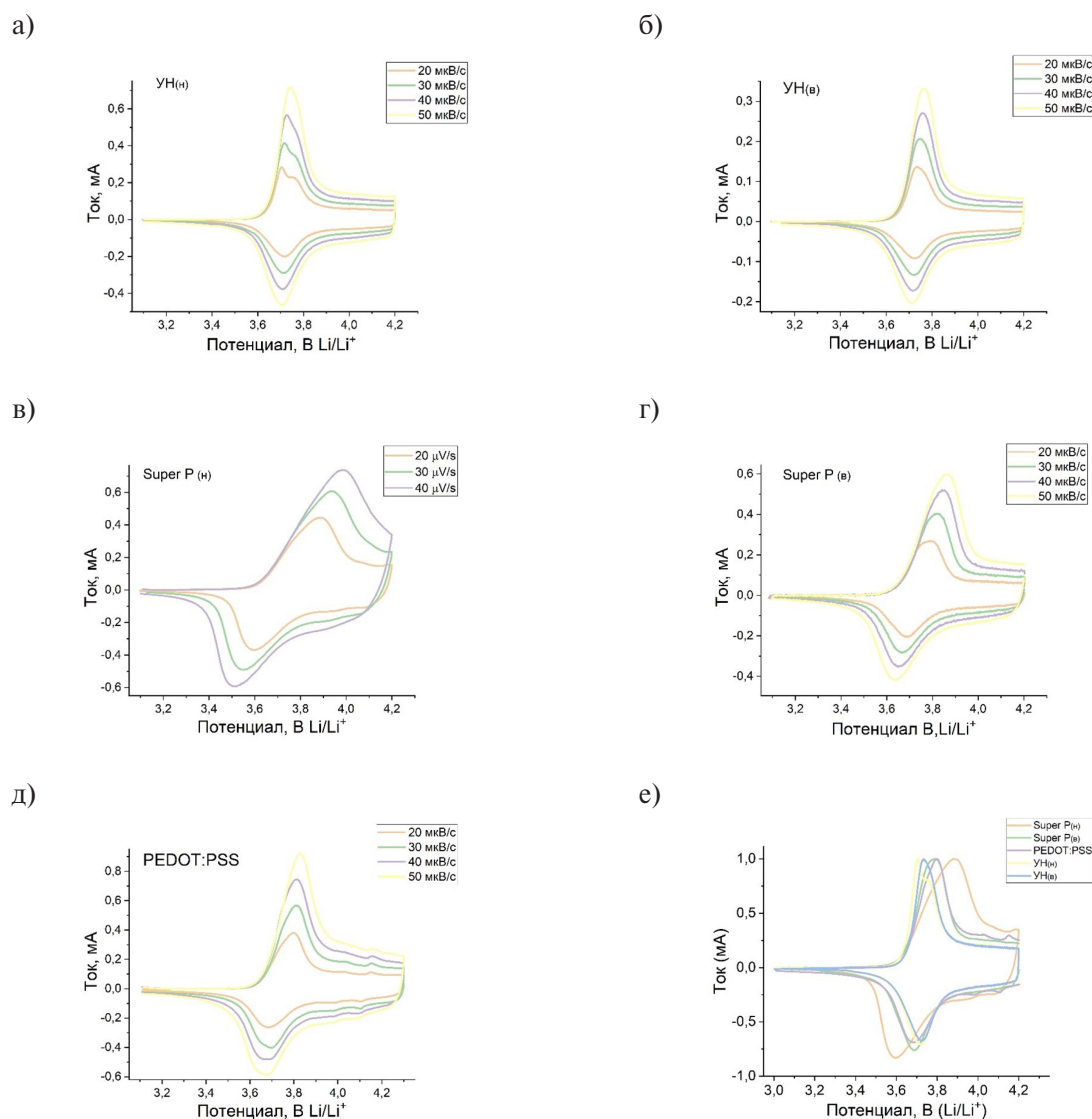 а)
УН(н)
20 мкВ/с
30 мкВ/с
40 мкВ/с
50 мкВ/с
0,6
0,4
0,2
0,0
-0,2
-0,4
Ток, мА
3,2 3,4 3,6 3,8 4,0 4,2
Потенциал, В Li/Li⁺
б)
УН(в)
20 мкВ/с
30 мкВ/с
40 мкВ/с
50 мкВ/с
0,3
0,2
0,1
0,0
-0,1
-0,2
Ток, мА
3,2 3,4 3,6 3,8 4,0 4,2
Потенциал, В Li/Li⁺
в)
Super P (н)
20 μV/s
30 μV/s
40 μV/s
0,6
0,4
0,2
0,0
-0,2
-0,4
-0,6
Ток, мА
3,2 3,4 3,6 3,8 4,0 4,2
Потенциал, В Li/Li⁺
г)
Super P (в)
20 мкВ/с
30 мкВ/с
40 мкВ/с
50 мкВ/с
0,6
0,4
0,2
0,0
-0,2
-0,4
Ток, мА
3,2 3,4 3,6 3,8 4,0 4,2
Потенциал В,Li/Li⁺
д)
PEDOT:PSS
20 мкВ/с
30 мкВ/с
40 мкВ/с
50 мкВ/с
0,8
0,6
0,4
0,2
0,0
-0,2
-0,4
-0,6
Ток, мА
3,2 3,4 3,6 3,8 4,0 4,2
Потенциал, В Li/Li⁺
е)
Super P(н)
Super P(в)
PEDOT:PSS
УН(н)
УН(в)
1,0
0,5
0,0
-0,5
-1,0
Ток (мА)
3,0 3,2 3,4 3,6 3,8 4,0 4,2
Потенциал, В (Li/Li⁺)